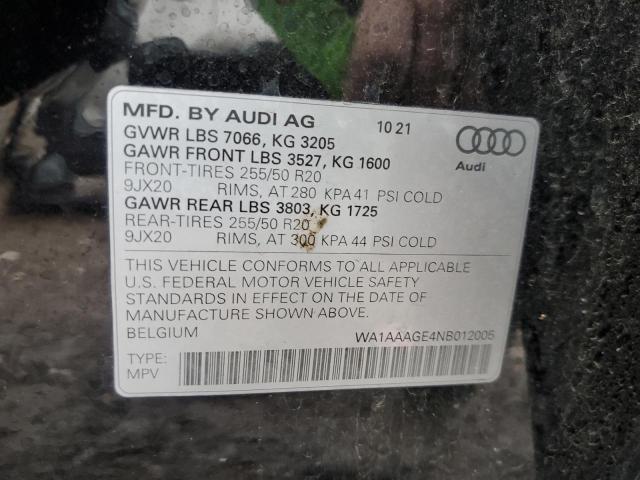 MFD. BY AUDI AG 10 21
GVWR LBS 7066, KG 3205
GAWR FRONT LBS 3527, KG 1600
FRONT-TIRES 255/50 R20
9JX20 RIMS, AT 280 KPA 41 PSI COLD
GAWR REAR LBS 3803, KG 1725
REAR-TIRES 255/50 R20
9JX20 RIMS, AT 300 KPA 44 PSI COLD
Audi
THIS VEHICLE CONFORMS TO ALL APPLICABLE
U.S. FEDERAL MOTOR VEHICLE SAFETY
STANDARDS IN EFFECT ON THE DATE OF
MANUFACTURE SHOWN ABOVE.
BELGIUM WA1AAAGE4NB012005
TYPE:
MPV